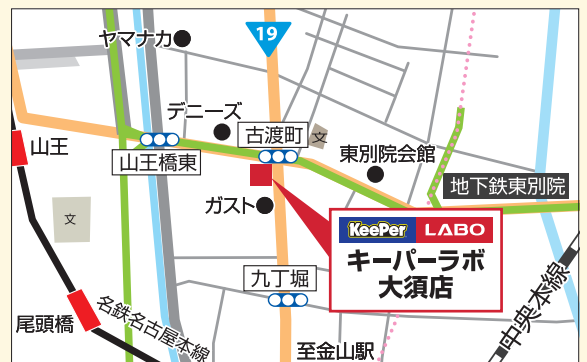 19
ヤマナカ
デニーズ
古渡町
文
山王
山王橋東
東別院会館
地下鉄東別院
ガスト
文
KeePer LABO
キーパーラボ
大須店
九丁堀
尾頭橋
名鉄名古屋本線
至金山駅
中央本線